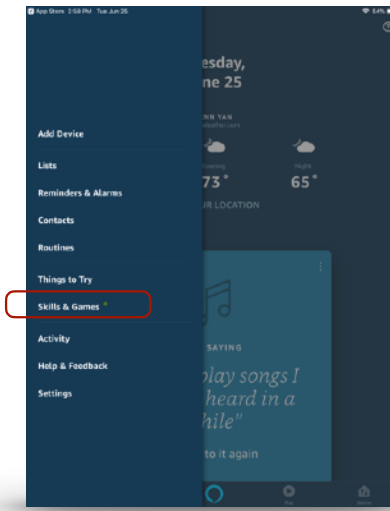 App Store 2:58 PM Tue Jun 25
54%
esday,
ne 25
Add Device
Lists
73° 65°
Reminders & Alarms
UR LOCATION
Contacts
Routines
Things to Try
Skills & Games
Activity
SAYING
Help & Feedback
play songs I
Settings
heard in a
hile"
to it again